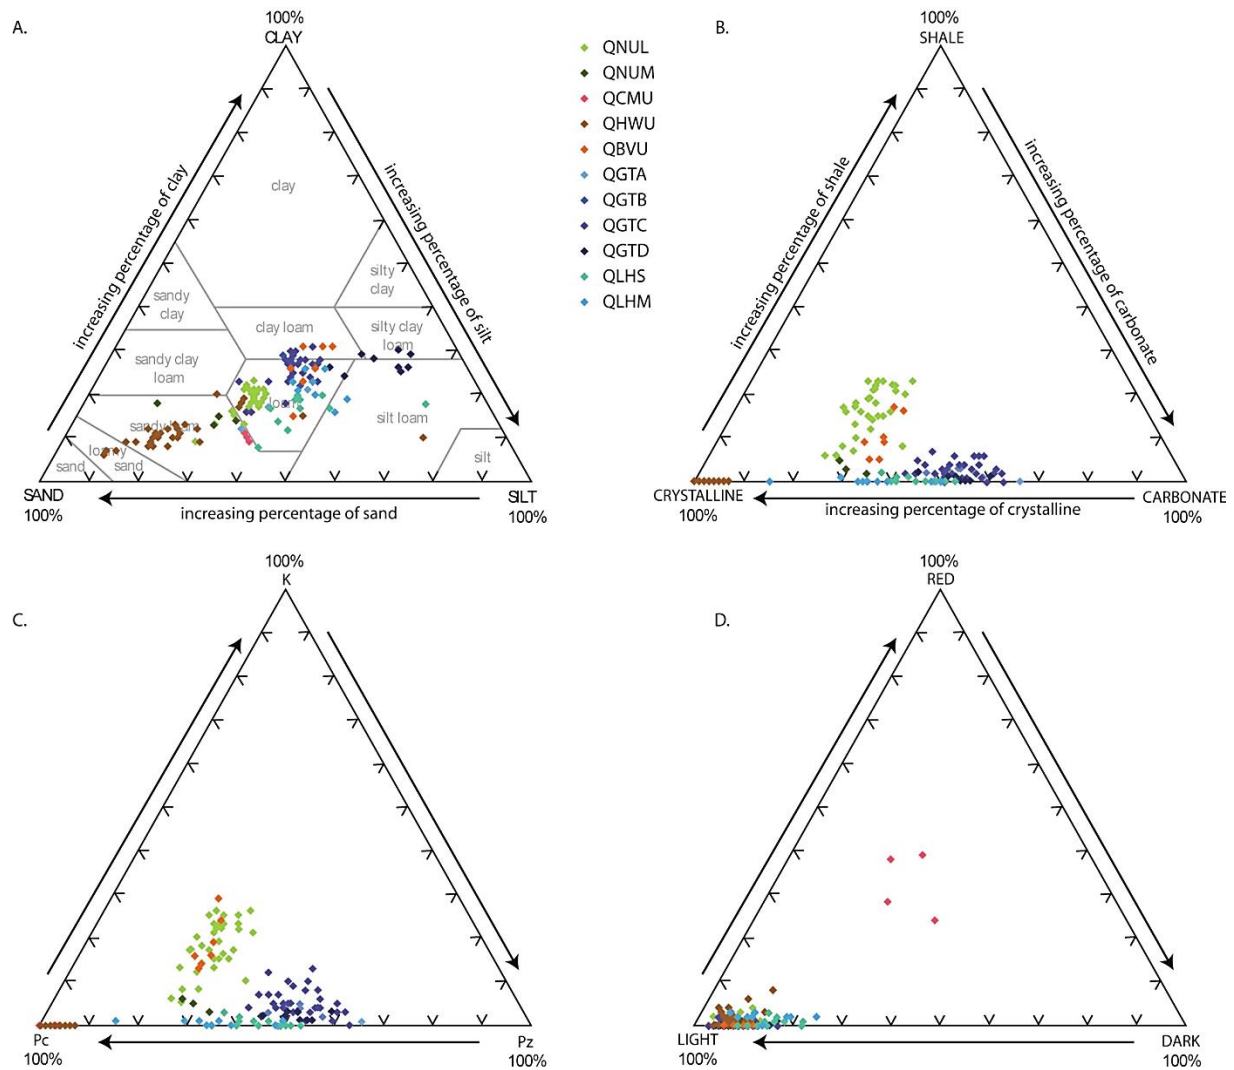 A.
100%
CLAY
increasing percentage of clay
increasing percentage of silt
clay
sandy
clay
silty
clay
clay loam
silty clay
loam
sandy clay
loam
loam
silt loam
sandy loam
loamy
sand
sand
silt
SAND
100%
SILT
100%
increasing percentage of sand
QNUL
QNUM
QCMU
QHWU
QBVU
QGTA
QGTB
QGTC
QGTD
QLHS
QLHM
B.
100%
SHALE
increasing percentage of shale
increasing percentage of carbonate
CRYSTALLINE
100%
CARBONATE
100%
increasing percentage of crystalline
C.
100%
K
Pc
100%
Pz
100%
D.
100%
RED
LIGHT
100%
DARK
100%